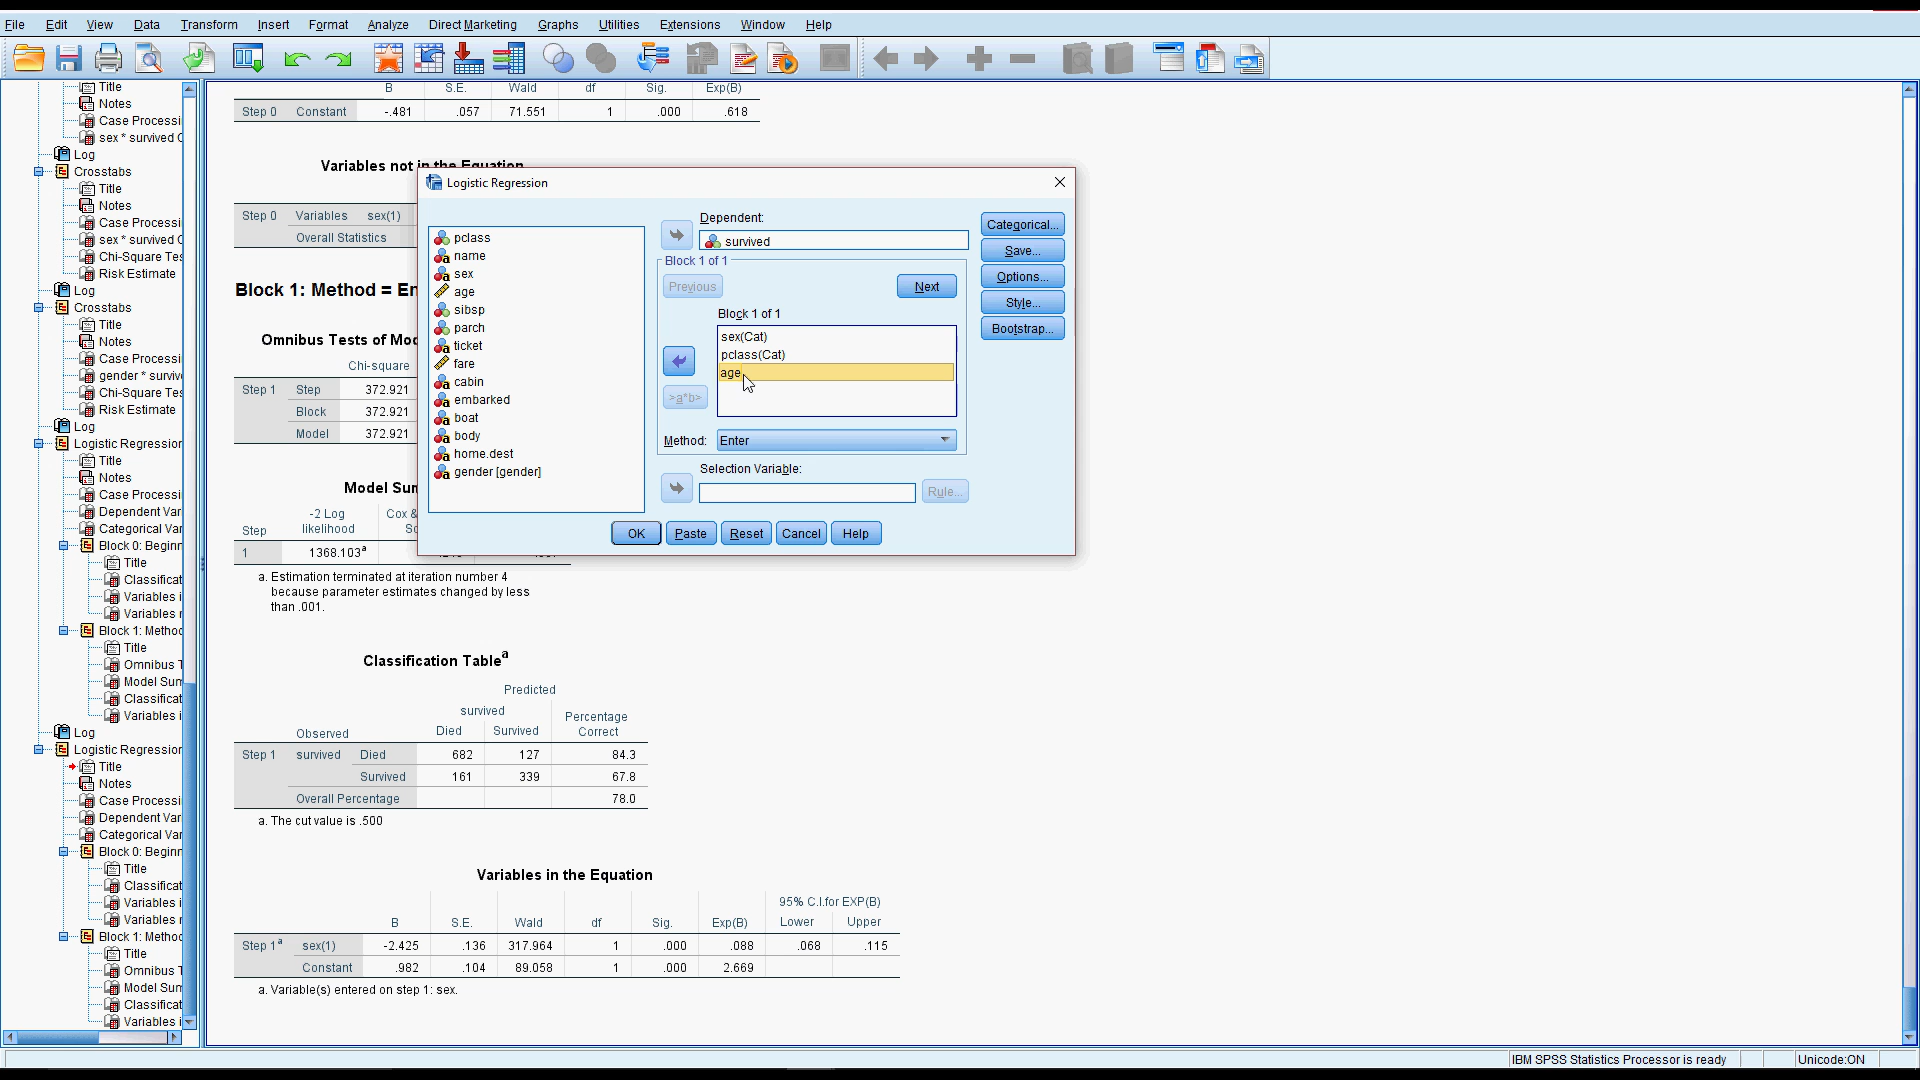 File Edit View Data Transform Insert Format Analyze Direct Marketing Graphs Utilities Extensions Window Help
Title
Notes
Case Processi
sex * survived C
Log
Crosstabs
Title
Notes
Case Processi
sex * survived C
Chi-Square Tes
Risk Estimate
Log
Crosstabs
Title
Notes
Case Processi
gender * surviv
Chi-Square Tes
Risk Estimate
Log
Logistic Regression
Title
Notes
Case Processi
Dependent Var
Categorical Var
Block 0: Beginn
Title
Classificat
Variables i
Variables r
Block 1: Method
Title
Omnibus T
Model Sum
Classificat
Variables i
Log
Logistic Regression
Title
Notes
Case Processi
Dependent Var
Categorical Var
Block 0: Beginn
Title
Classificat
Variables i
Variables r
Block 1: Method
Title
Omnibus T
Model Sum
Classificat
Variables i
B S.E. Wald df Sig. Exp(B)
Step 0 Constant -.481 .057 71.551 1 .000 .618
Variables not in the Equation
Step 0 Variables sex(1)
Overall Statistics
Block 1: Method = En
Omnibus Tests of Mod
Chi-square
Step 1 Step 372.921
Block 372.921
Model 372.921
Model Sum
Step -2 Log likelihood Cox &
1 1368.103a
a. Estimation terminated at iteration number 4
because parameter estimates changed by less
than .001.
Classification Tablea
Predicted
survived
Observed Died Survived Percentage Correct
Step 1 survived Died 682 127 84.3
Survived 161 339 67.8
Overall Percentage 78.0
a. The cut value is .500
Variables in the Equation
95% C.I.for EXP(B)
B S.E. Wald df Sig. Exp(B) Lower Upper
Step 1a sex(1) -2.425 .136 317.964 1 .000 .088 .068 .115
Constant .982 .104 89.058 1 .000 2.669
a. Variable(s) entered on step 1: sex.
Logistic Regression
pclass
name
sex
age
sibsp
parch
ticket
fare
cabin
embarked
boat
body
home.dest
gender [gender]
Dependent:
survived
Block 1 of 1
Previous Next
Block 1 of 1
sex(Cat)
pclass(Cat)
age
>a*b>
Method: Enter
Selection Variable:
Rule...
Categorical...
Save...
Options...
Style...
Bootstrap...
OK Paste Reset Cancel Help
IBM SPSS Statistics Processor is ready Unicode:ON